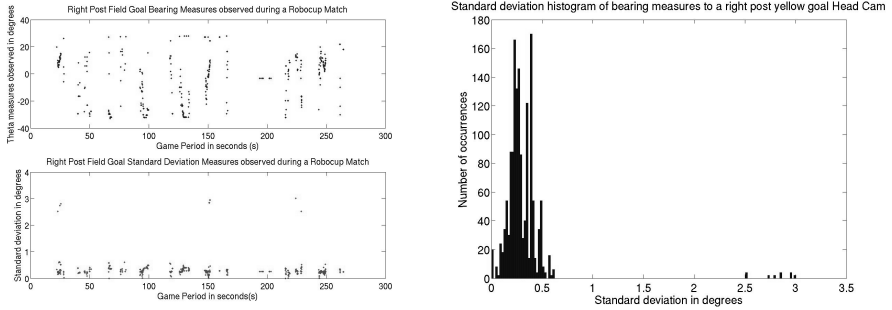 Right Post Field Goal Bearing Measures observed during a Robocup Match
Theta measures observed in degrees
40
20
0
-20
-40
0 50 100 150 200 250 300
Game Period in seconds (s)
Right Post Field Goal Standard Deviation Measures observed during a Robocup Match
Standard deviation in degrees
4
3
2
1
0
0 50 100 150 200 250 300
Game Period in seconds(s)
Standard deviation histogram of bearing measures to a right post yellow goal Head Cam
Number of occurrences
180
160
140
120
100
80
60
40
20
0
0 0.5 1 1.5 2 2.5 3 3.5
Standard deviation in degrees